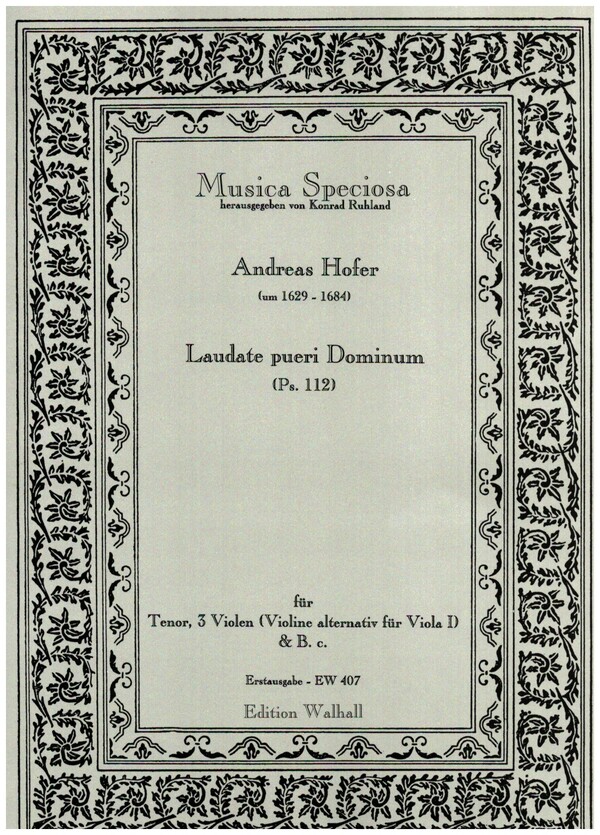 Musica Speciosa
herausgegeben von Konrad Ruhland
Andreas Hofer
(um 1629 - 1684)
Laudate pueri Dominum
(Ps. 112)
für
Tenor, 3 Violen (Violine alternativ für Viola I)
& B. c.
Erstausgabe - EW 407
Edition Walhall